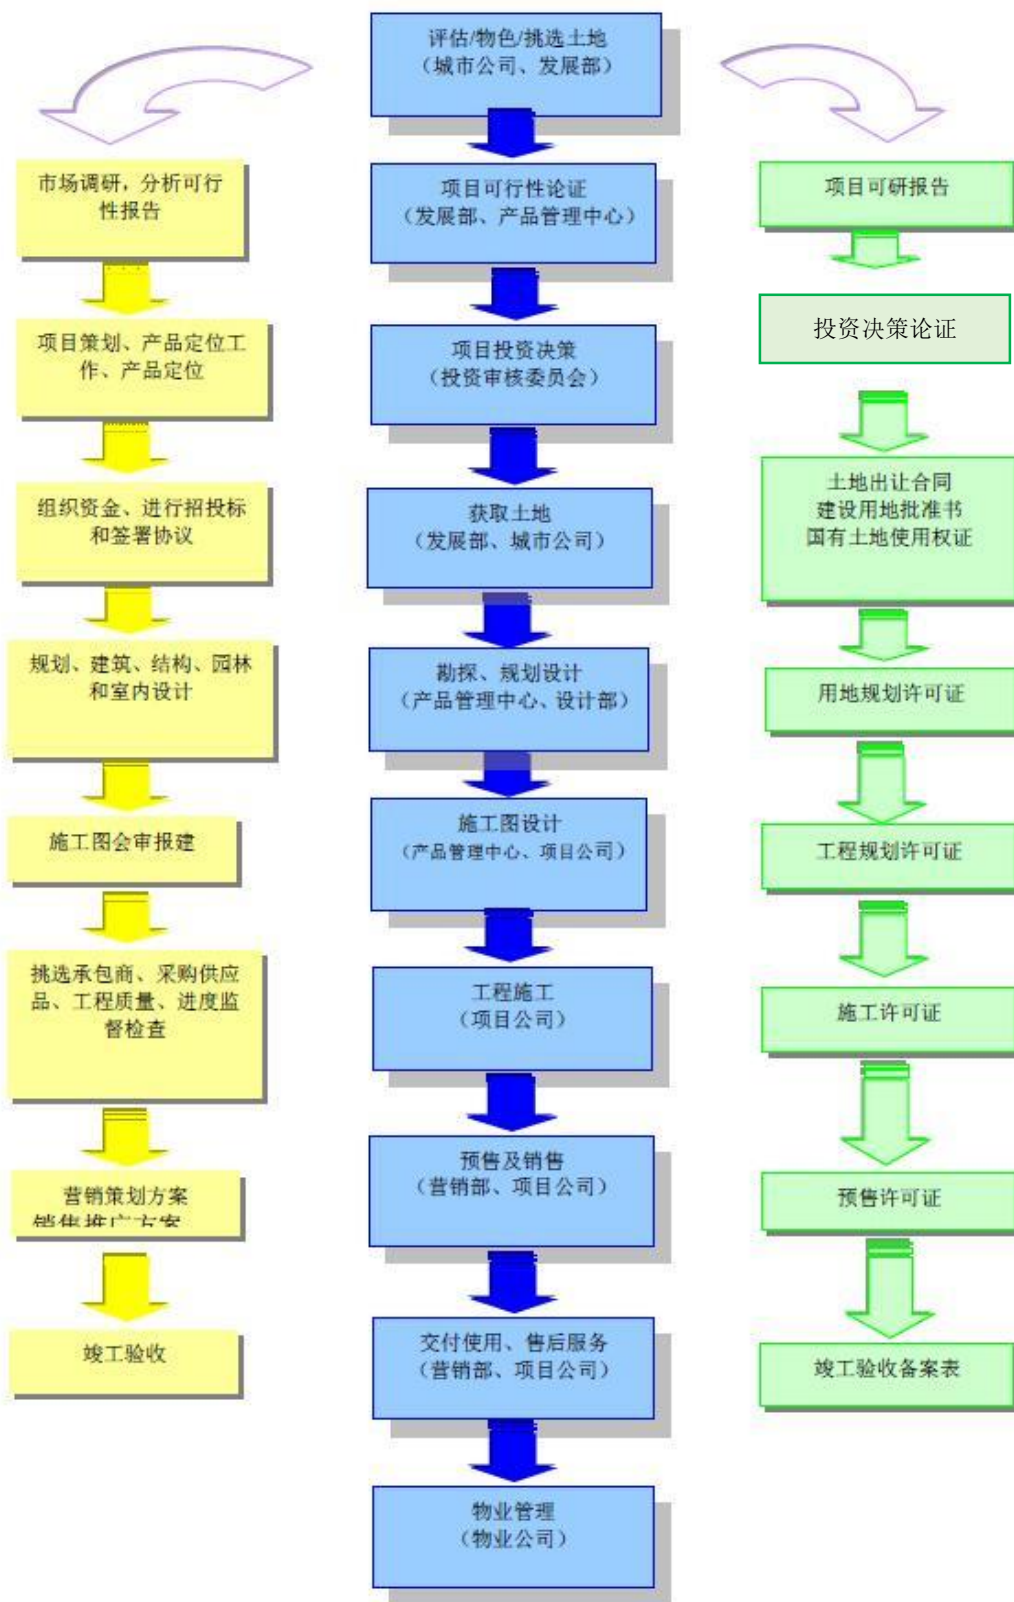 评估/物色/挑选土地
（城市公司、发展部）
市场调研，分析可行
性报告
项目可行性论证
（发展部、产品管理中心）
项目可研报告
项目策划、产品定位工
作、产品定位
项目投资决策
（投资审核委员会）
投资决策论证
组织资金、进行招投标
和签署协议
获取土地
（发展部、城市公司）
土地出让合同
建设用地批准书
国有土地使用权证
规划、建筑、结构、园林
和室内设计
勘探、规划设计
（产品管理中心、设计部）
用地规划许可证
施工图会审报建
施工图设计
（产品管理中心、项目公司）
工程规划许可证
挑选承包商、采购供应
品、工程质量、进度监
督检查
工程施工
（项目公司）
施工许可证
营销策划方案
销售推广方案
预售及销售
（营销部、项目公司）
预售许可证
竣工验收
交付使用、售后服务
（营销部、项目公司）
竣工验收备案表
物业管理
（物业公司）